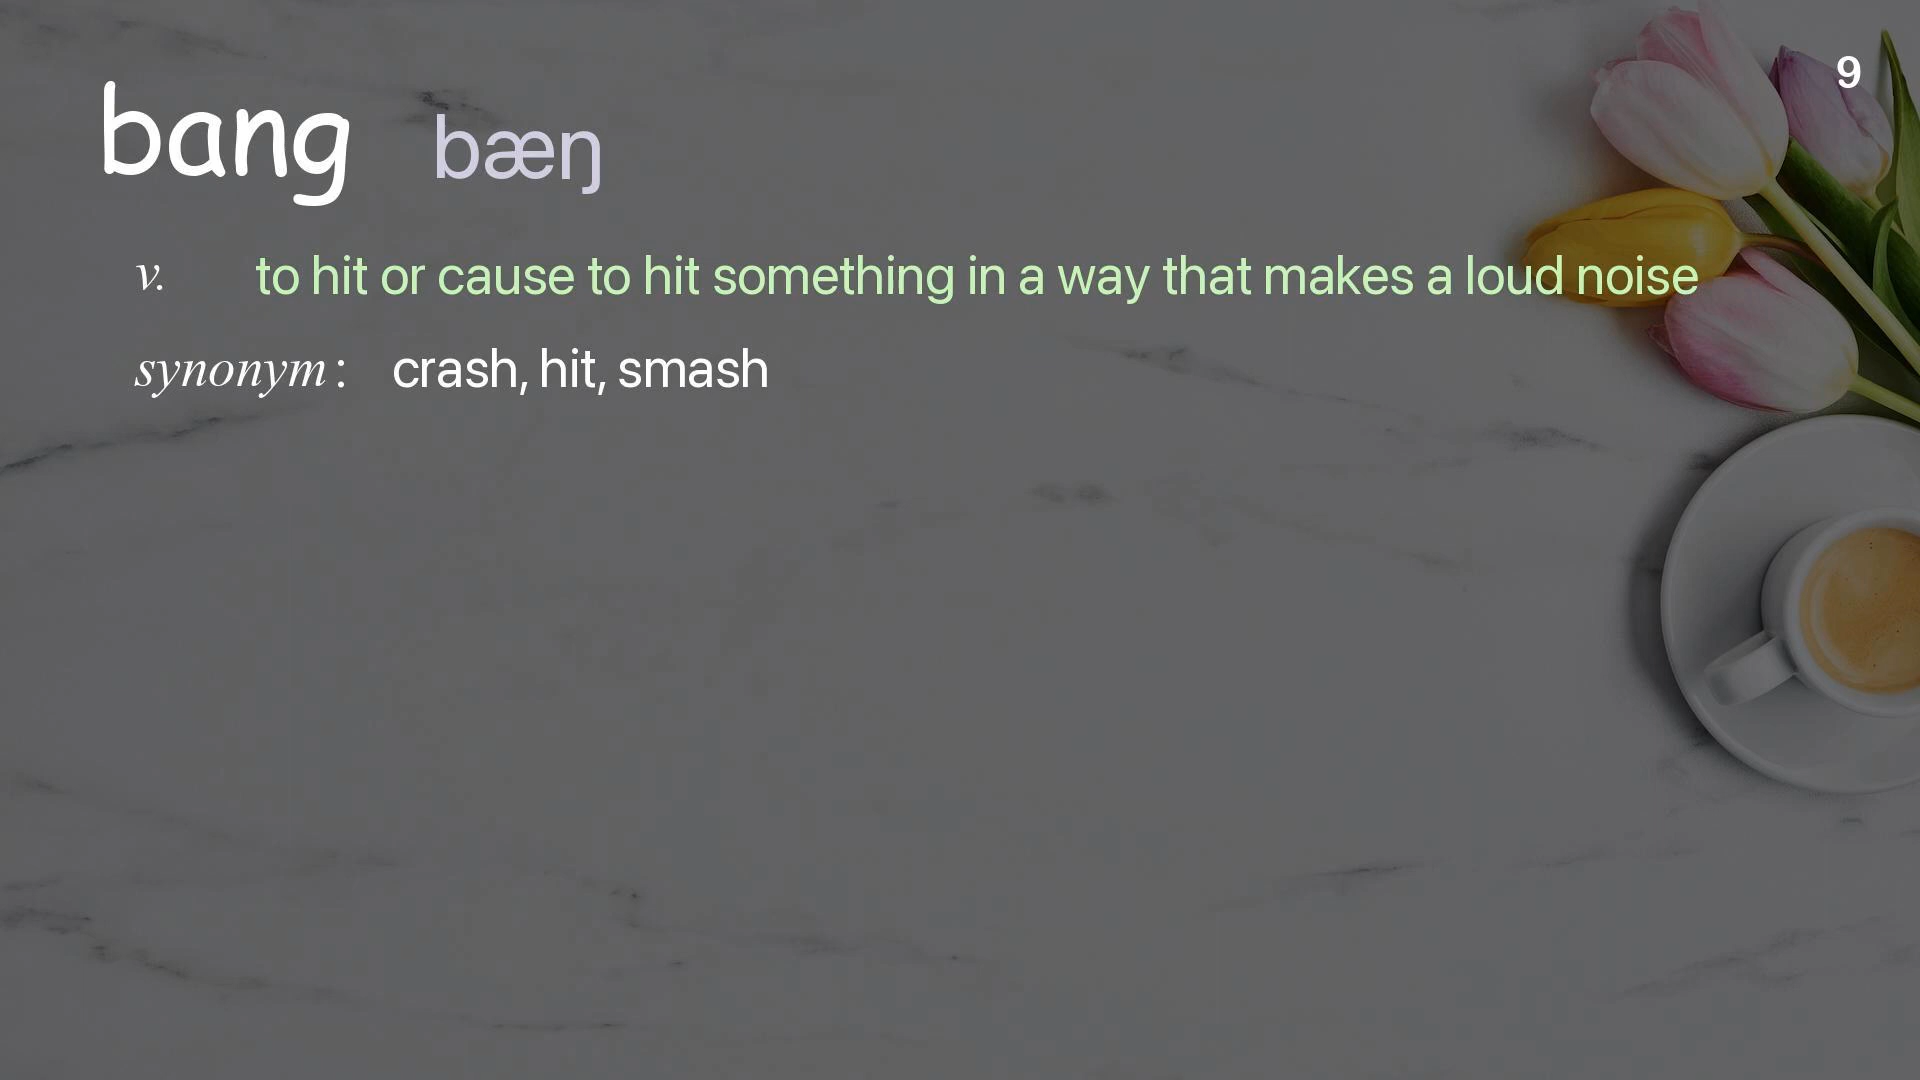 9
bang bæŋ
v. to hit or cause to hit something in a way that makes a loud noise
synonym : crash, hit, smash